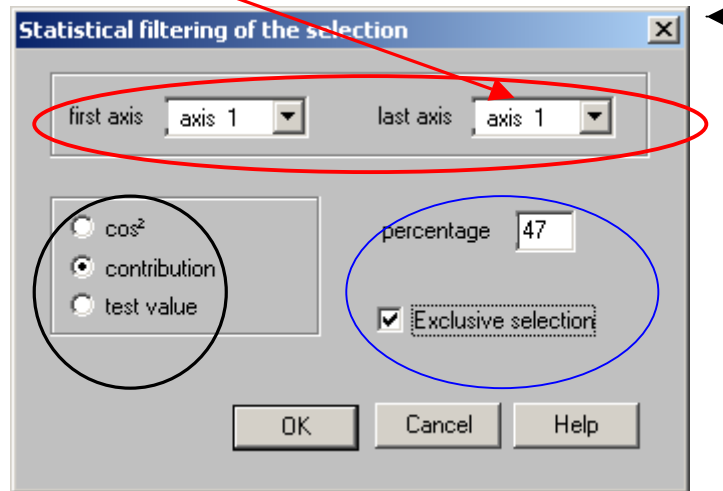 Statistical filtering of the selection
first axis axis 1 last axis axis 1
cos² percentage 47
contribution
test value Exclusive selection
OK Cancel Help